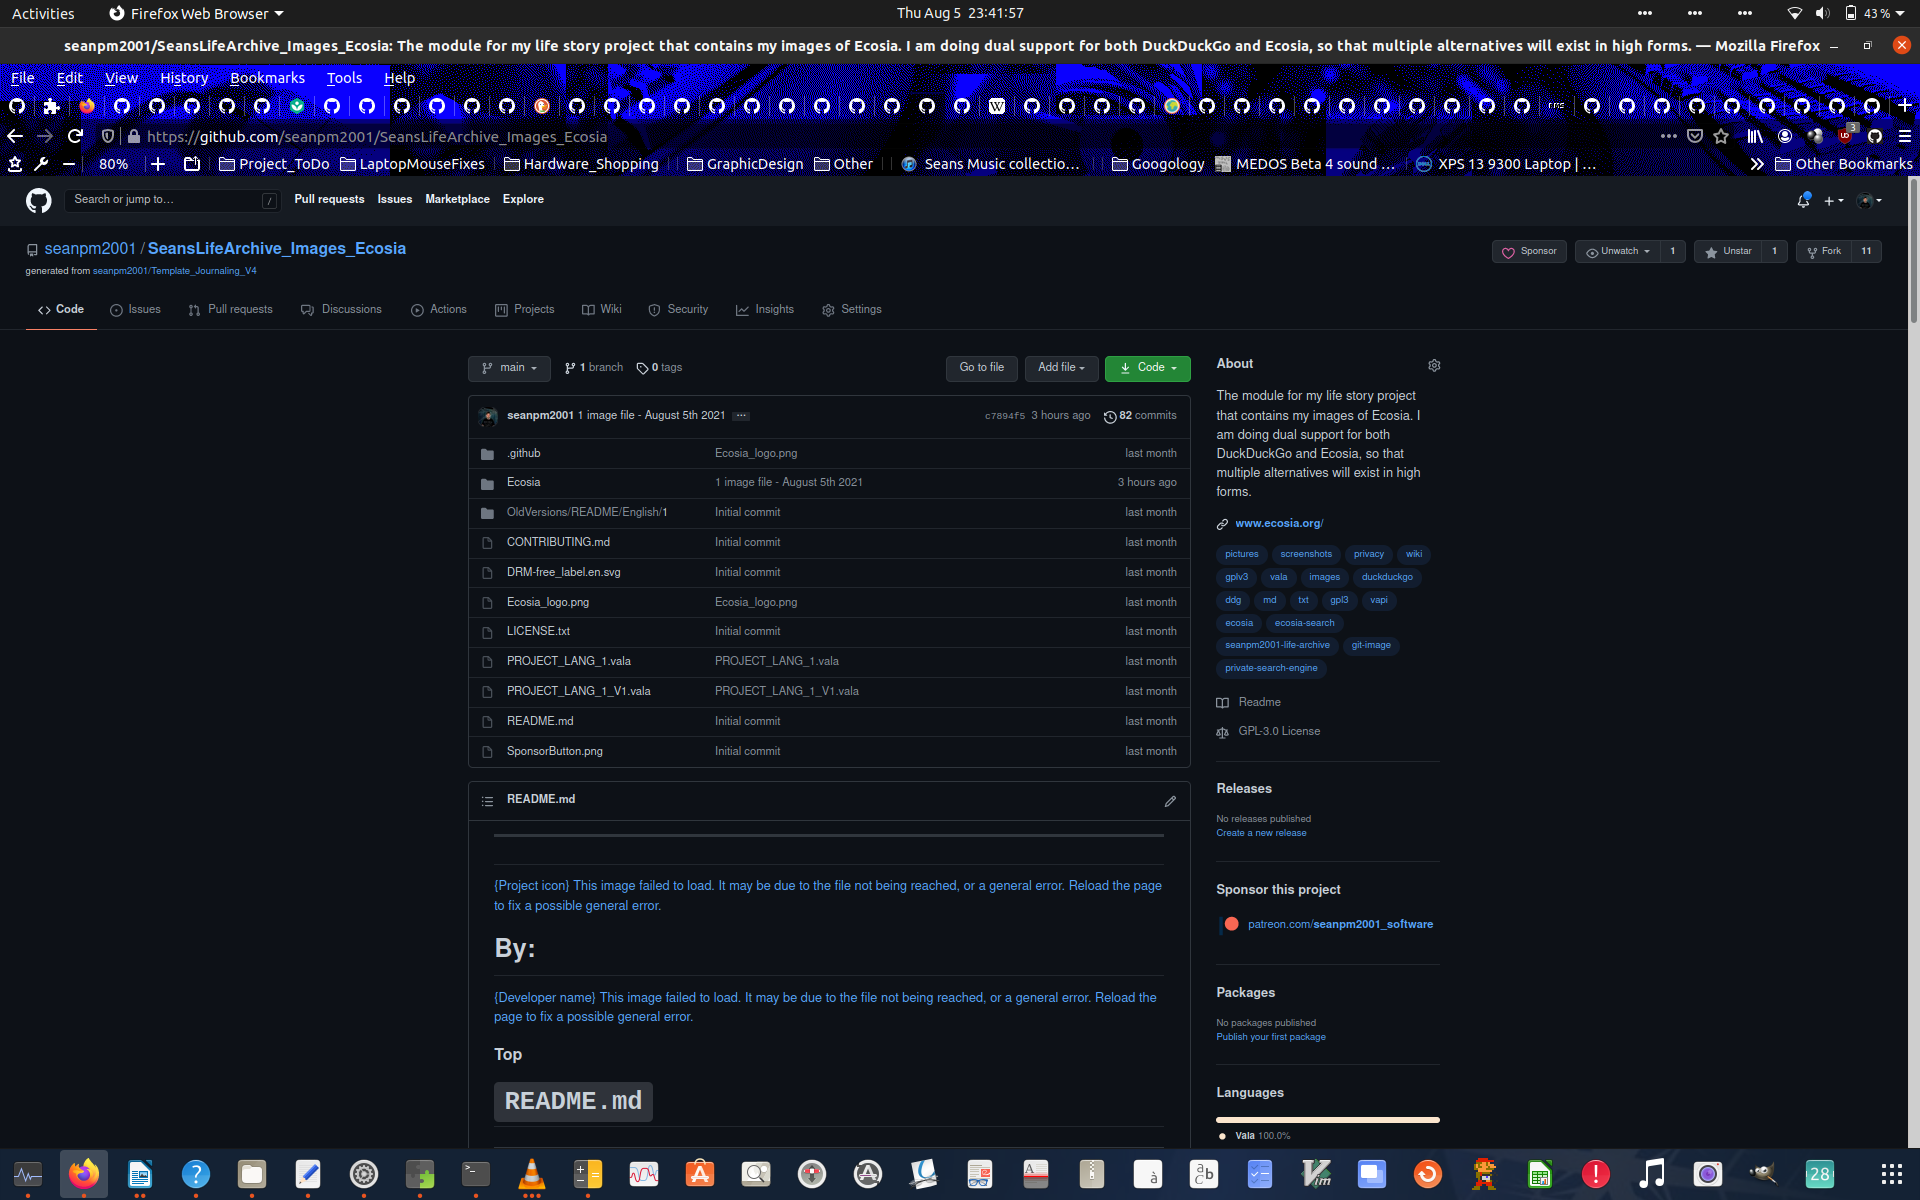 Activities Firefox Web Browser Thu Aug 5 23:41:57 43 %
seanpm2001/SeansLifeArchive_Images_Ecosia: The module for my life story project that contains my images of Ecosia. I am doing dual support for both DuckDuckGo and Ecosia, so that multiple alternatives will exist in high forms. — Mozilla Firefox
File Edit View History Bookmarks Tools Help
https://github.com/seanpm2001/SeansLifeArchive_Images_Ecosia 3
80% Project_ToDo LaptopMouseFixes Hardware_Shopping GraphicDesign Other Seans Music collectio… Googology MEDOS Beta 4 sound … XPS 13 9300 Laptop | … Other Bookmarks
Search or jump to… / Pull requests Issues Marketplace Explore
seanpm2001 / SeansLifeArchive_Images_Ecosia Sponsor Unwatch 1 Unstar 1 Fork 11
generated from seanpm2001/Template_Journaling_V4
Code Issues Pull requests Discussions Actions Projects Wiki Security Insights Settings
main 1 branch 0 tags Go to file Add file Code
seanpm2001 1 image file - August 5th 2021 ... c7894f5 3 hours ago 82 commits
.github Ecosia_logo.png last month
Ecosia 1 image file - August 5th 2021 3 hours ago
OldVersions/README/English/1 Initial commit last month
CONTRIBUTING.md Initial commit last month
DRM-free_label.en.svg Initial commit last month
Ecosia_logo.png Ecosia_logo.png last month
LICENSE.txt Initial commit last month
PROJECT_LANG_1.vala PROJECT_LANG_1.vala last month
PROJECT_LANG_1_V1.vala PROJECT_LANG_1_V1.vala last month
README.md Initial commit last month
SponsorButton.png Initial commit last month
README.md
{Project icon} This image failed to load. It may be due to the file not being reached, or a general error. Reload the page
to fix a possible general error.
By:
{Developer name} This image failed to load. It may be due to the file not being reached, or a general error. Reload the
page to fix a possible general error.
Top
README.md
About
The module for my life story project
that contains my images of Ecosia. I
am doing dual support for both
DuckDuckGo and Ecosia, so that
multiple alternatives will exist in high
forms.
www.ecosia.org/
pictures screenshots privacy wiki
gplv3 vala images duckduckgo
ddg md txt gpl3 vapi
ecosia ecosia-search
seanpm2001-life-archive git-image
private-search-engine
Readme
GPL-3.0 License
Releases
No releases published
Create a new release
Sponsor this project
patreon.com/seanpm2001_software
Packages
No packages published
Publish your first package
Languages
Vala 100.0%
28